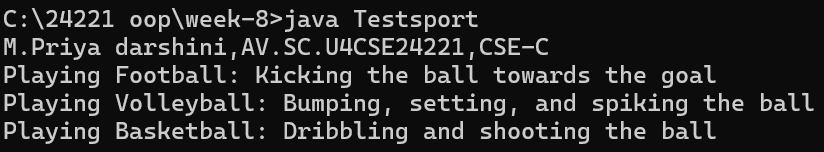 C:\24221 oop\week-8>java Testsport
M.Priya darshini,AV.SC.U4CSE24221,CSE-C
Playing Football: Kicking the ball towards the goal
Playing Volleyball: Bumping, setting, and spiking the ball
Playing Basketball: Dribbling and shooting the ball